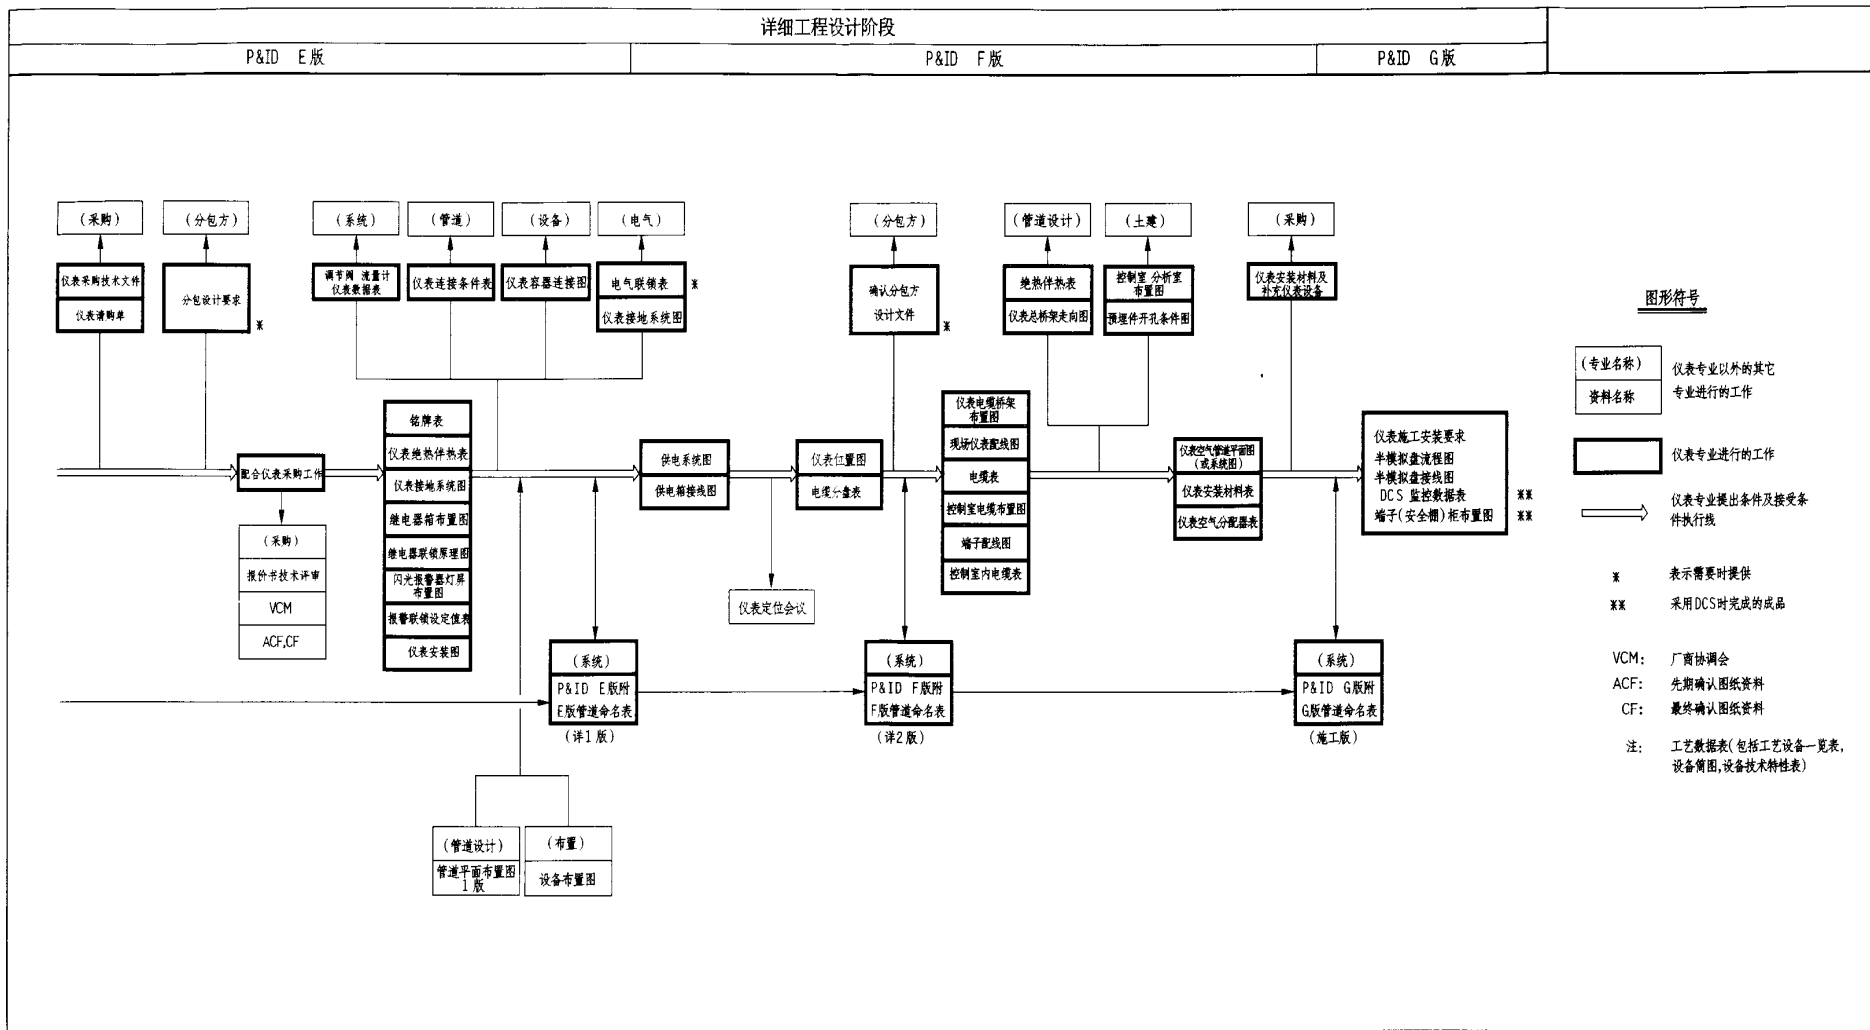 详细工程设计阶段
P&ID E版
P&ID F版
P&ID G版
(采购)
仪表采购技术文件
仪表请购单
(分包方)
分包设计要求
*
(系统)
调节阀 流量计
仪表数据表
(管道)
仪表连接条件表
(设备)
仪表容器连接图
(电气)
电气联锁表
*
仪表接地系统图
(分包方)
确认分包方
设计文件
*
(管道设计)
绝热伴热表
仪表总桥架走向图
(土建)
控制室 分析室
布置图
预埋件开孔条件图
(采购)
仪表安装材料及
补充仪表设备
配合仪表采购工作
(采购)
报价书技术评审
VCM
ACF,CF
铭牌表
仪表绝热伴热表
仪表接地系统图
继电器箱布置图
继电器联锁原理图
闪光报警器灯屏
布置图
报警联锁设定值表
仪表安装图
供电系统图
供电箱接线图
仪表定位会议
仪表位置图
电缆分盘表
仪表电缆桥架
布置图
现场仪表配线图
电缆表
控制室电缆布置图
端子配线图
控制室内电缆表
仪表空气管道平面图
(或系统图)
仪表安装材料表
仪表空气分配器表
仪表施工安装要求
半模拟盘流程图
半模拟盘接线图
DCS 监控数据表
**
端子(安全栅)柜布置图
**
(系统)
P&ID E版附
E版管道命名表
(详1版)
(系统)
P&ID F版附
F版管道命名表
(详2版)
(系统)
P&ID G版附
G版管道命名表
(施工版)
(管道设计)
管道平面布置图
1版
(布置)
设备布置图
图形符号
(专业名称)
资料名称
仪表专业以外的其它
专业进行的工作
仪表专业进行的工作
仪表专业提出条件及接受条
件执行线
* 表示需要时提供
** 采用DCS时完成的成品
VCM: 厂商协调会
ACF: 先期确认图纸资料
CF: 最终确认图纸资料
注: 工艺数据表(包括工艺设备一览表,
设备简图,设备技术特性表)